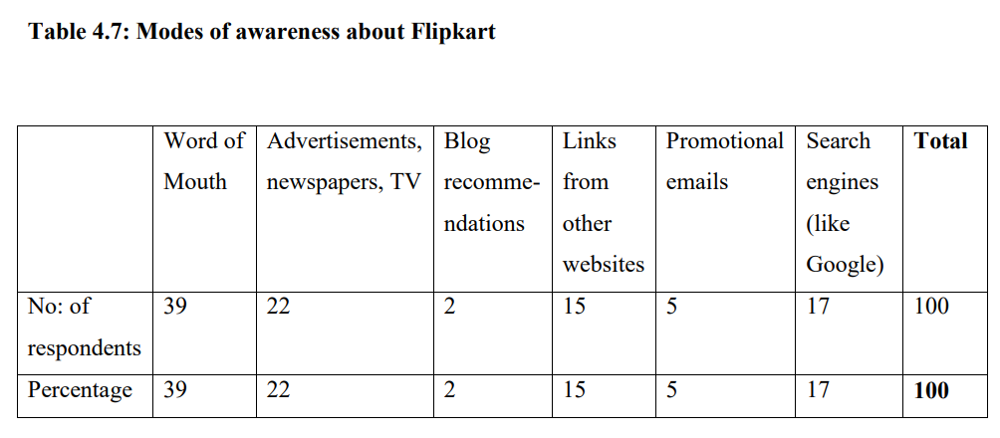 Table 4.7: Modes of awareness about Flipkart
Word of Advertisements, Blog Links Promotional Search Total
Mouth newspapers, TV recomme- from emails engines
ndations other (like
websites Google)
No: of 39 22 2 15 5 17 100
respondents
Percentage 39 22 2 15 5 17 100